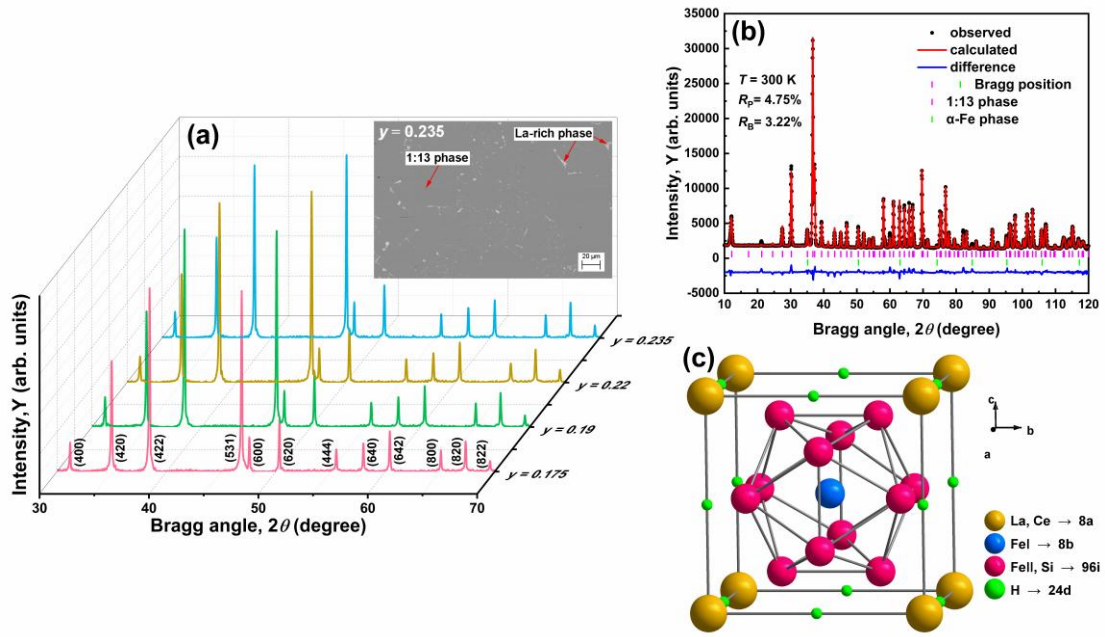 (a)
y = 0.235
La-rich phase
1:13 phase
20 μm
Intensity,Y (arb. units)
y = 0.235
y = 0.22
y = 0.19
y = 0.175
(400)
(420)
(422)
(531)
(600)
(620)
(444)
(640)
(642)
(800)
(820)
(822)
30
40
50
60
70
Bragg angle, 2θ (degree)
(b)
35000
30000
25000
20000
15000
10000
5000
0
-5000
Intensity, Y (arb. units)
observed
calculated
difference
Bragg position
1:13 phase
α-Fe phase
T = 300 K
RP = 4.75%
RB = 3.22%
10 20 30 40 50 60 70 80 90 100 110 120
Bragg angle, 2θ (degree)
(c)
c
b
a
La, Ce → 8a
FeI → 8b
FeII, Si → 96i
H → 24d